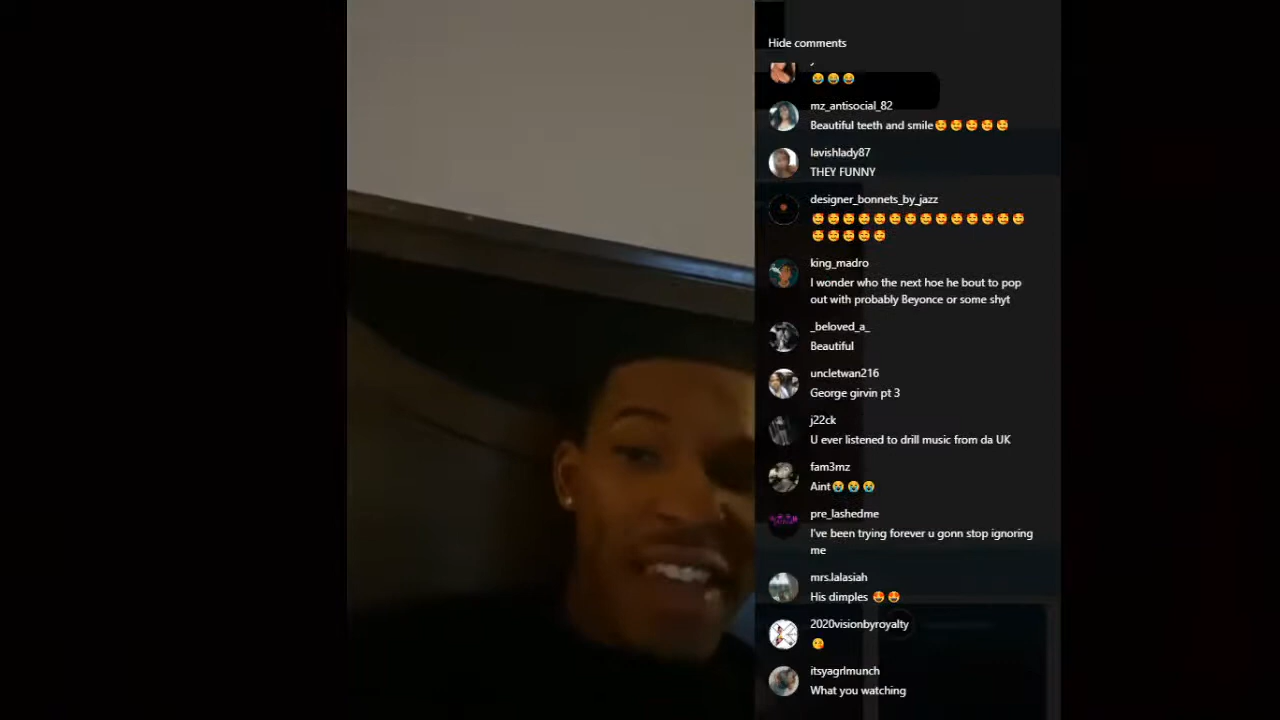 Hide comments
😂😂😂
mz_antisocial_82
Beautiful teeth and smile🥰🥰🥰🥰🥰
lavishlady87
THEY FUNNY
designer_bonnets_by_jazz
🥰🥰🥰🥰🥰🥰🥰🥰🥰🥰🥰🥰🥰🥰
🥰🥰🥰🥰🥰
king_madro
I wonder who the next hoe he bout to pop
out with probably Beyonce or some shyt
_beloved_a_
Beautiful
uncletwan216
George girvin pt 3
j22ck
U ever listened to drill music from da UK
fam3mz
Aint😭😭😭
pre_lashedme
I've been trying forever u gonn stop ignoring
me
mrs.lalasiah
His dimples 🤩🤩
2020visionbyroyalty
😘
itsyagrlmunch
What you watching